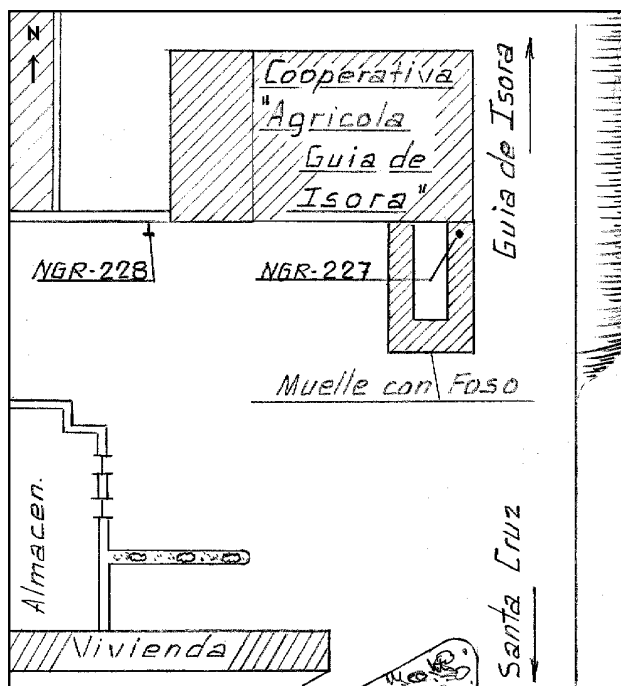 N
Cooperativa
"Agricola
Guia de
Isora"
Guia de Isora
NGR-228
NGR-227
Muelle con Foso
Almacen.
Santa Cruz
Vivienda